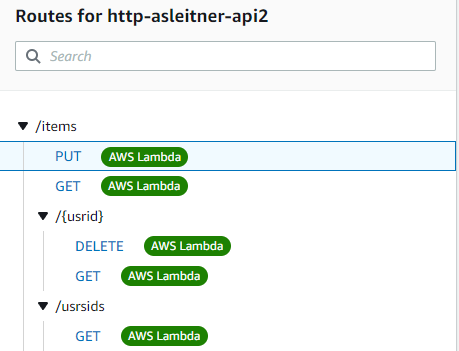 Routes for http-asleitner-api2
Search
/items
PUT AWS Lambda
GET AWS Lambda
/{usrid}
DELETE AWS Lambda
GET AWS Lambda
/usrsids
GET AWS Lambda